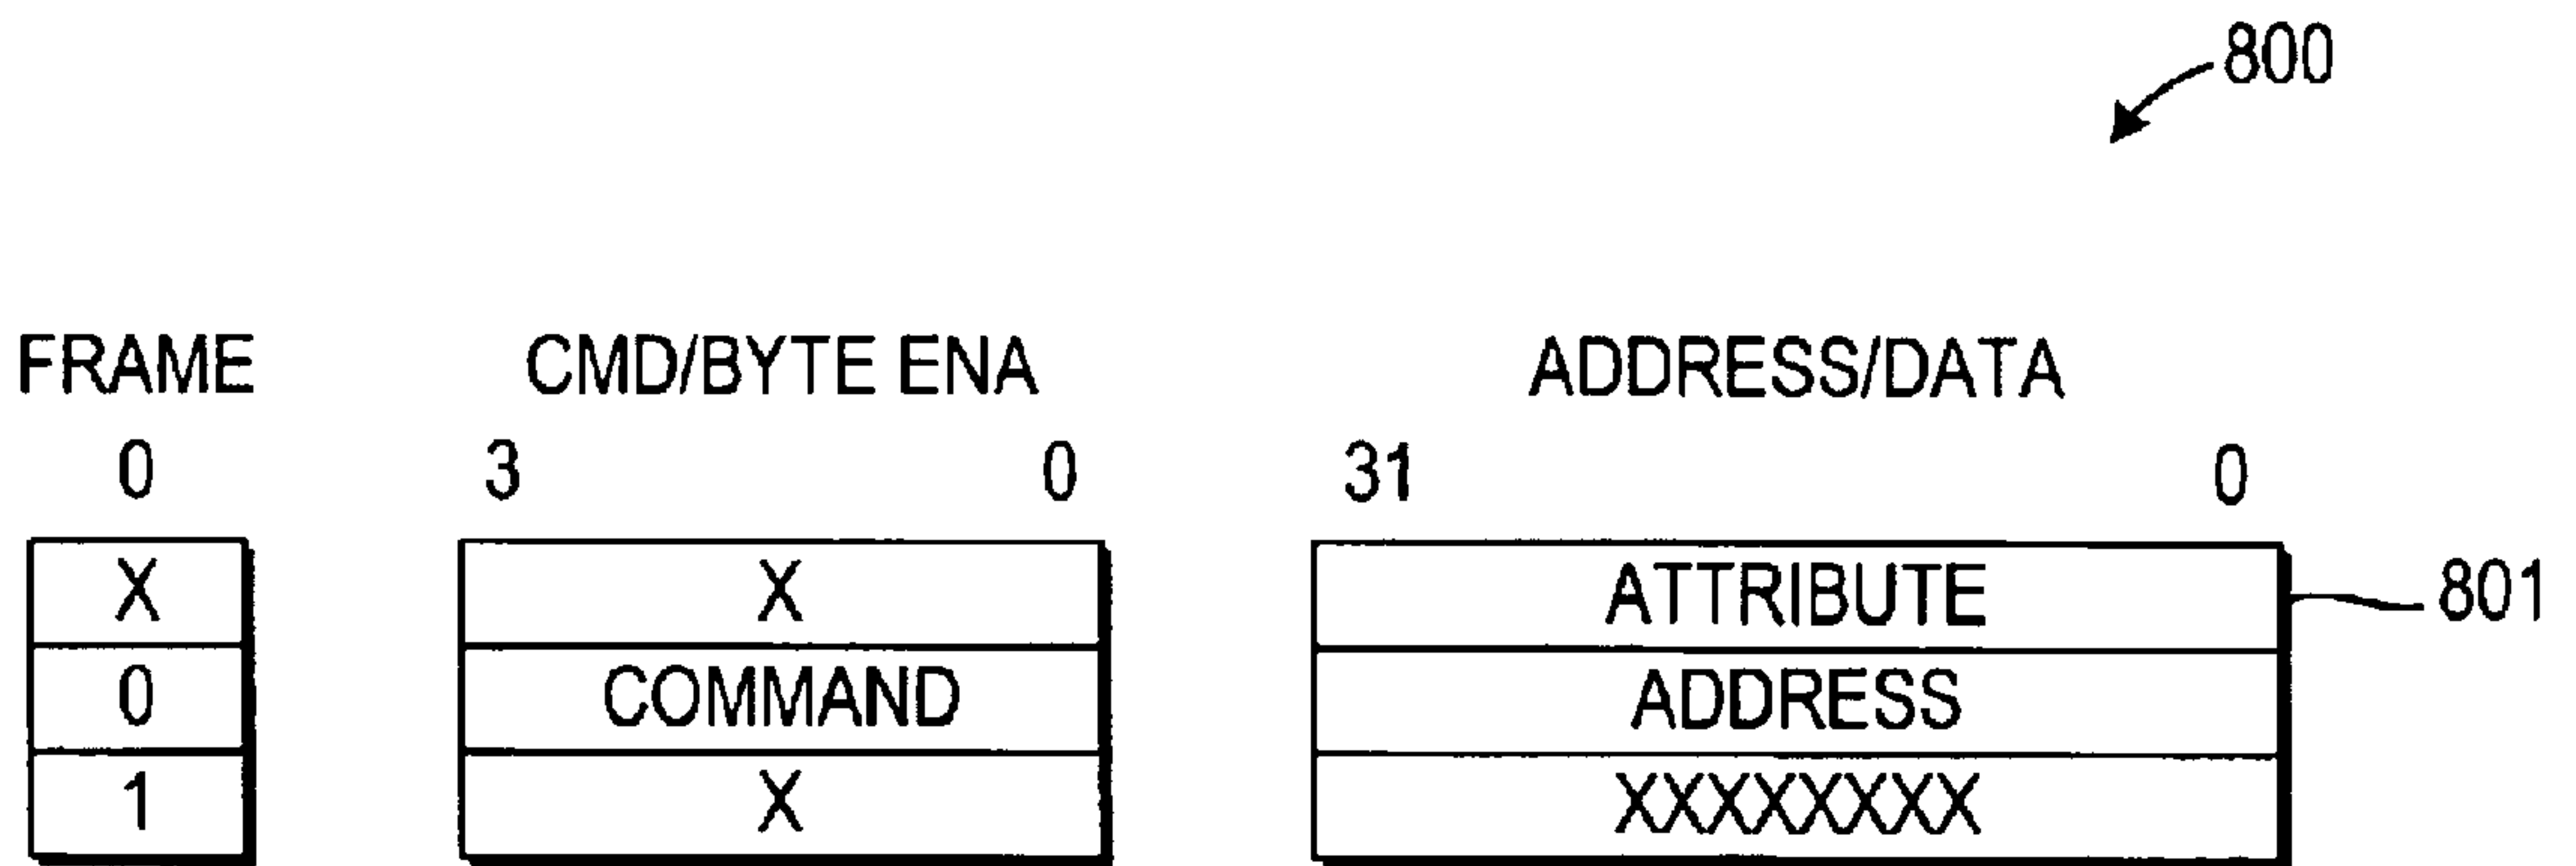 800
FRAME CMD/BYTE ENA ADDRESS/DATA
0 3 0 31 0
X X ATTRIBUTE 801
0 COMMAND ADDRESS
1 X XXXXXXXX